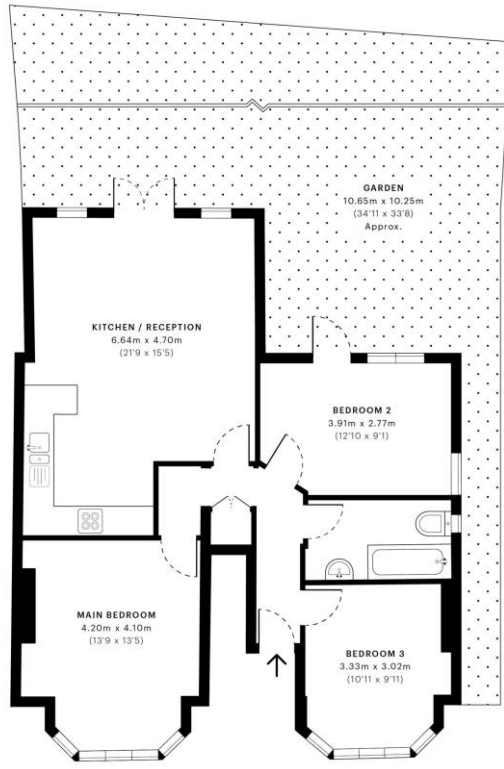 GARDEN
10.65m x 10.25m
(34'11 x 33'8)
Approx.
KITCHEN / RECEPTION
6.64m x 4.70m
(21'9 x 15'5)
BEDROOM 2
3.91m x 2.77m
(12'10 x 9'1)
MAIN BEDROOM
4.20m x 4.10m
(13'9 x 13'5)
BEDROOM 3
3.33m x 3.02m
(10'11 x 9'11)